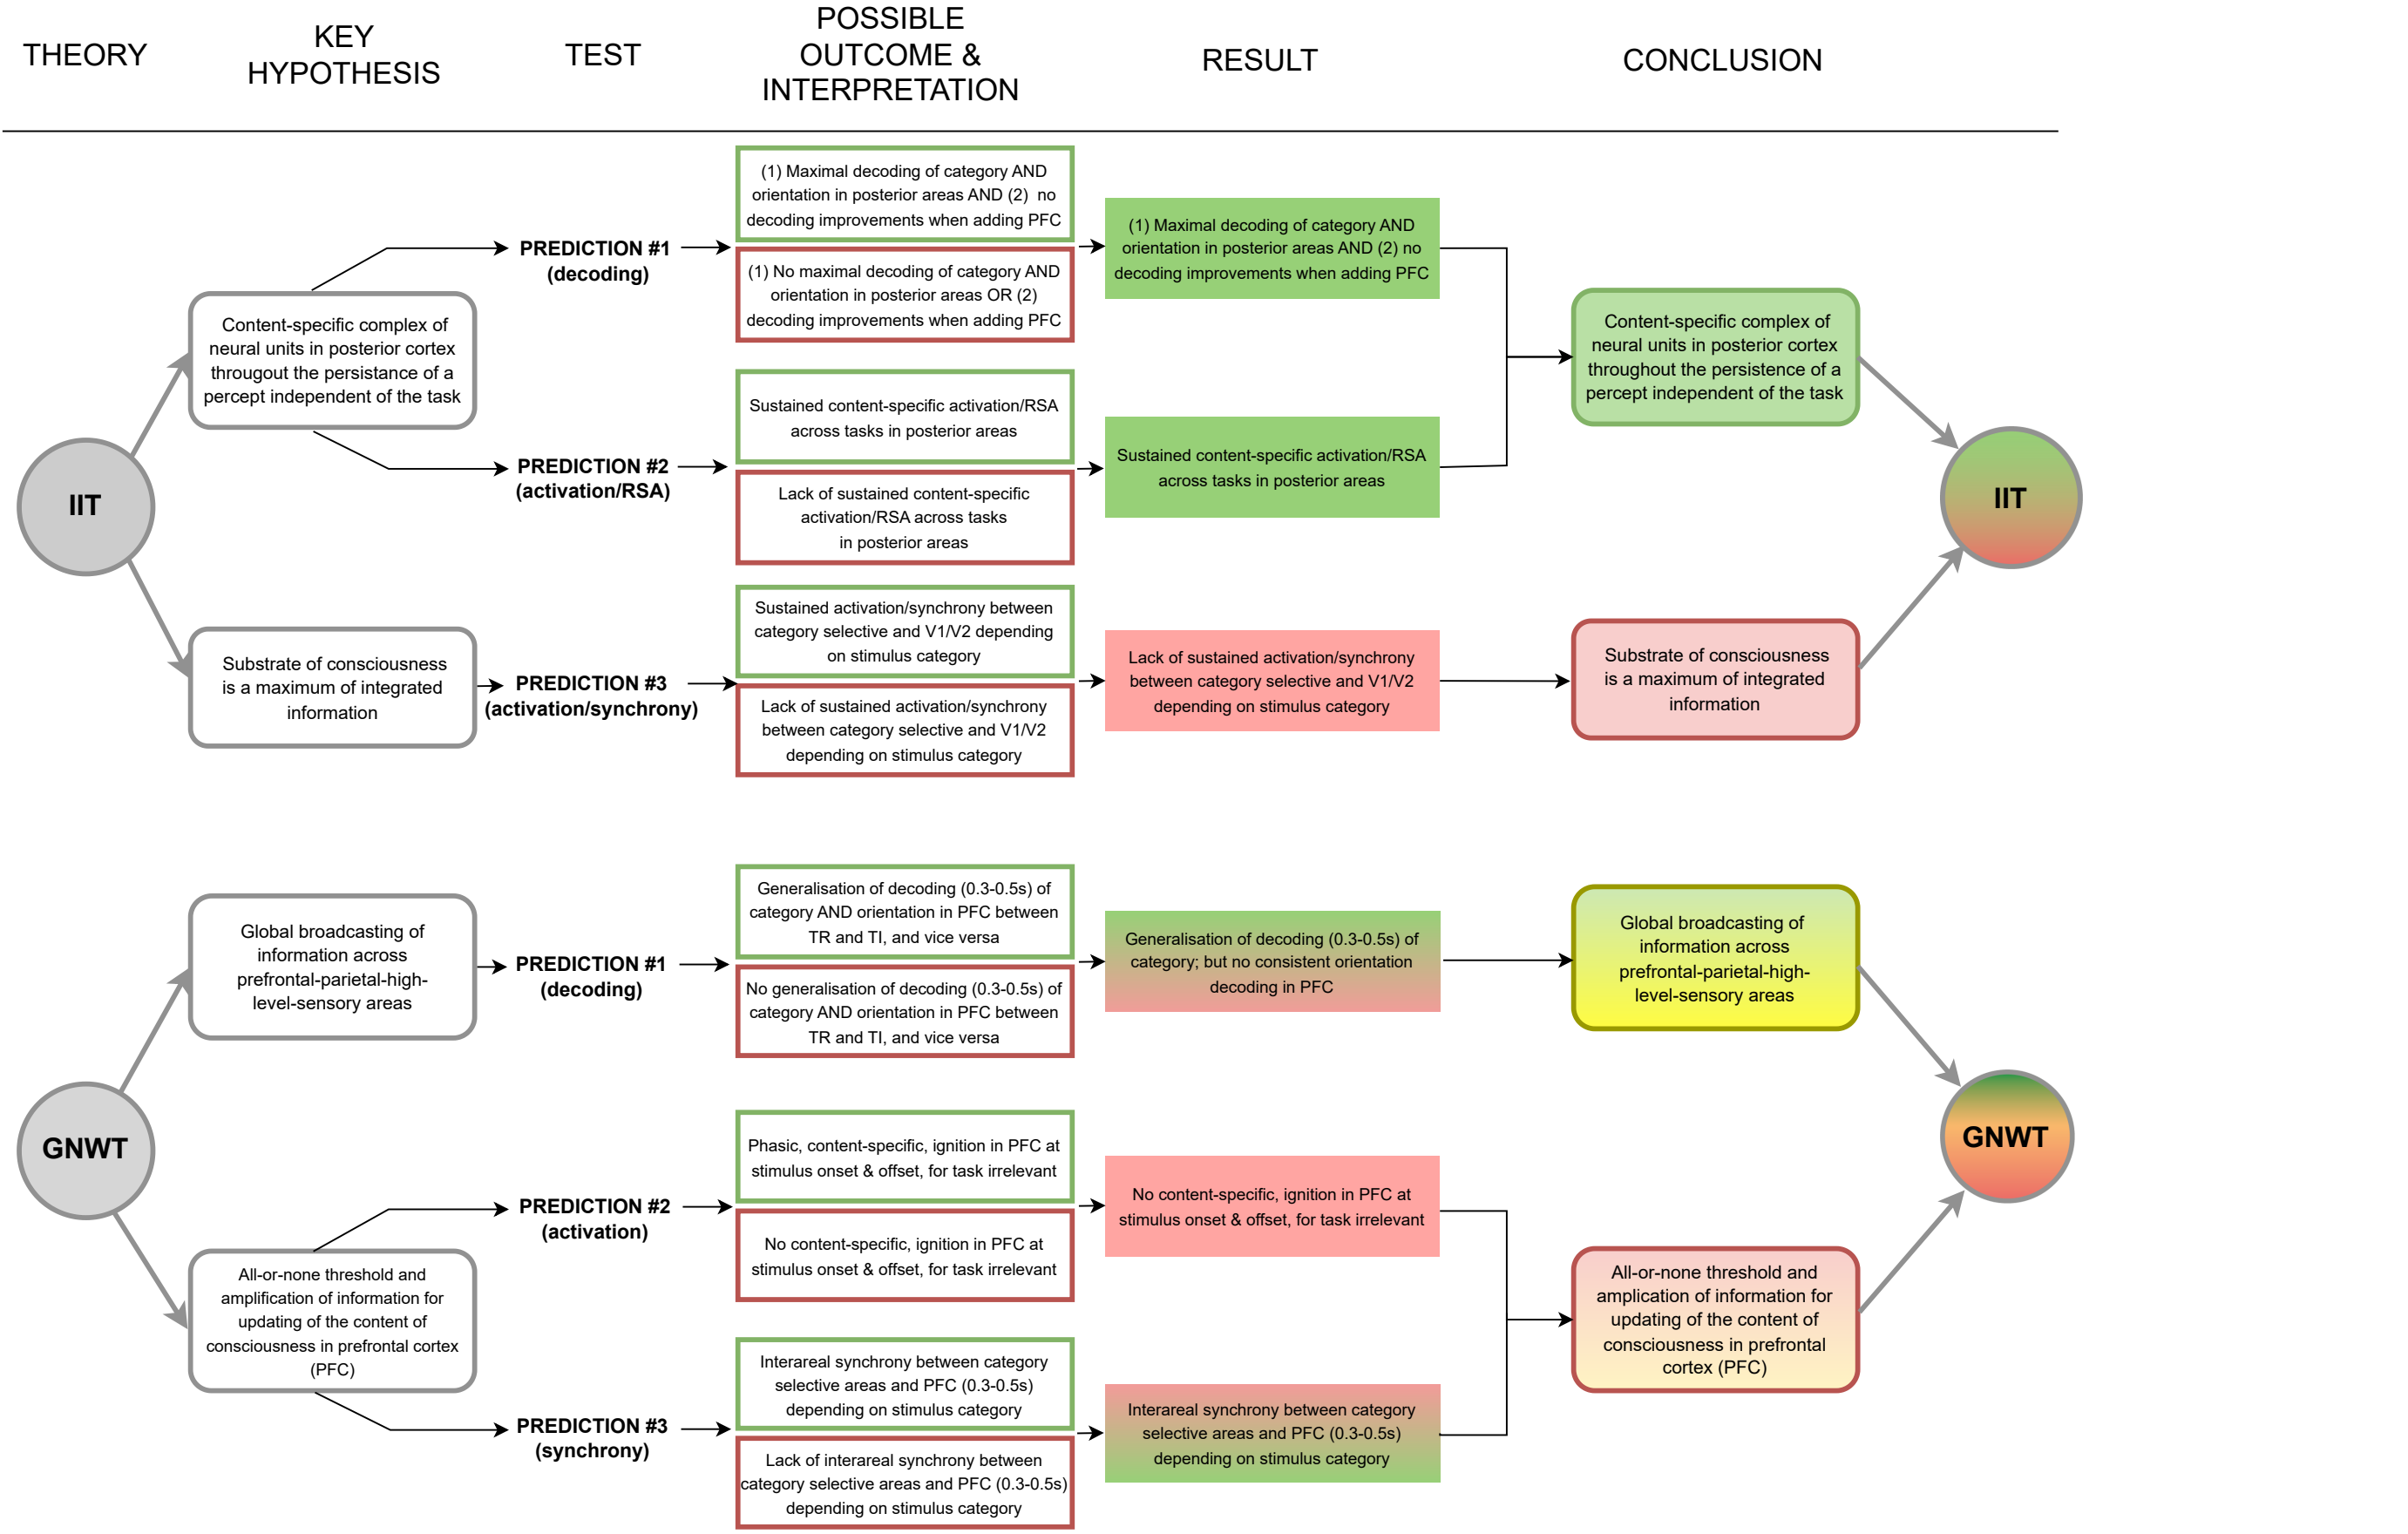 THEORY
KEY
HYPOTHESIS
TEST
POSSIBLE
OUTCOME &
INTERPRETATION
RESULT
CONCLUSION
IIT
Content-specific complex of
neural units in posterior cortex
througout the persistance of a
percept independent of the task
PREDICTION #1
(decoding)
(1) Maximal decoding of category AND
orientation in posterior areas AND (2) no
decoding improvements when adding PFC
(1) No maximal decoding of category AND
orientation in posterior areas OR (2)
decoding improvements when adding PFC
(1) Maximal decoding of category AND
orientation in posterior areas AND (2) no
decoding improvements when adding PFC
PREDICTION #2
(activation/RSA)
Sustained content-specific activation/RSA
across tasks in posterior areas
Lack of sustained content-specific
activation/RSA across tasks
in posterior areas
Sustained content-specific activation/RSA
across tasks in posterior areas
Content-specific complex of
neural units in posterior cortex
throughout the persistence of a
percept independent of the task
Substrate of consciousness
is a maximum of integrated
information
PREDICTION #3
(activation/synchrony)
Sustained activation/synchrony between
category selective and V1/V2 depending
on stimulus category
Lack of sustained activation/synchrony
between category selective and V1/V2
depending on stimulus category
Lack of sustained activation/synchrony
between category selective and V1/V2
depending on stimulus category
Substrate of consciousness
is a maximum of integrated
information
IIT
GNWT
Global broadcasting of
information across
prefrontal-parietal-high-
level-sensory areas
PREDICTION #1
(decoding)
Generalisation of decoding (0.3-0.5s) of
category AND orientation in PFC between
TR and TI, and vice versa
No generalisation of decoding (0.3-0.5s) of
category AND orientation in PFC between
TR and TI, and vice versa
Generalisation of decoding (0.3-0.5s) of
category; but no consistent orientation
decoding in PFC
Global broadcasting of
information across
prefrontal-parietal-high-
level-sensory areas
All-or-none threshold and
amplification of information for
updating of the content of
consciousness in prefrontal cortex
(PFC)
PREDICTION #2
(activation)
Phasic, content-specific, ignition in PFC at
stimulus onset & offset, for task irrelevant
No content-specific, ignition in PFC at
stimulus onset & offset, for task irrelevant
No content-specific, ignition in PFC at
stimulus onset & offset, for task irrelevant
PREDICTION #3
(synchrony)
Interareal synchrony between category
selective areas and PFC (0.3-0.5s)
depending on stimulus category
Lack of interareal synchrony between
category selective areas and PFC (0.3-0.5s)
depending on stimulus category
Interareal synchrony between category
selective areas and PFC (0.3-0.5s)
depending on stimulus category
All-or-none threshold and
amplication of information for
updating of the content of
consciousness in prefrontal
cortex (PFC)
GNWT